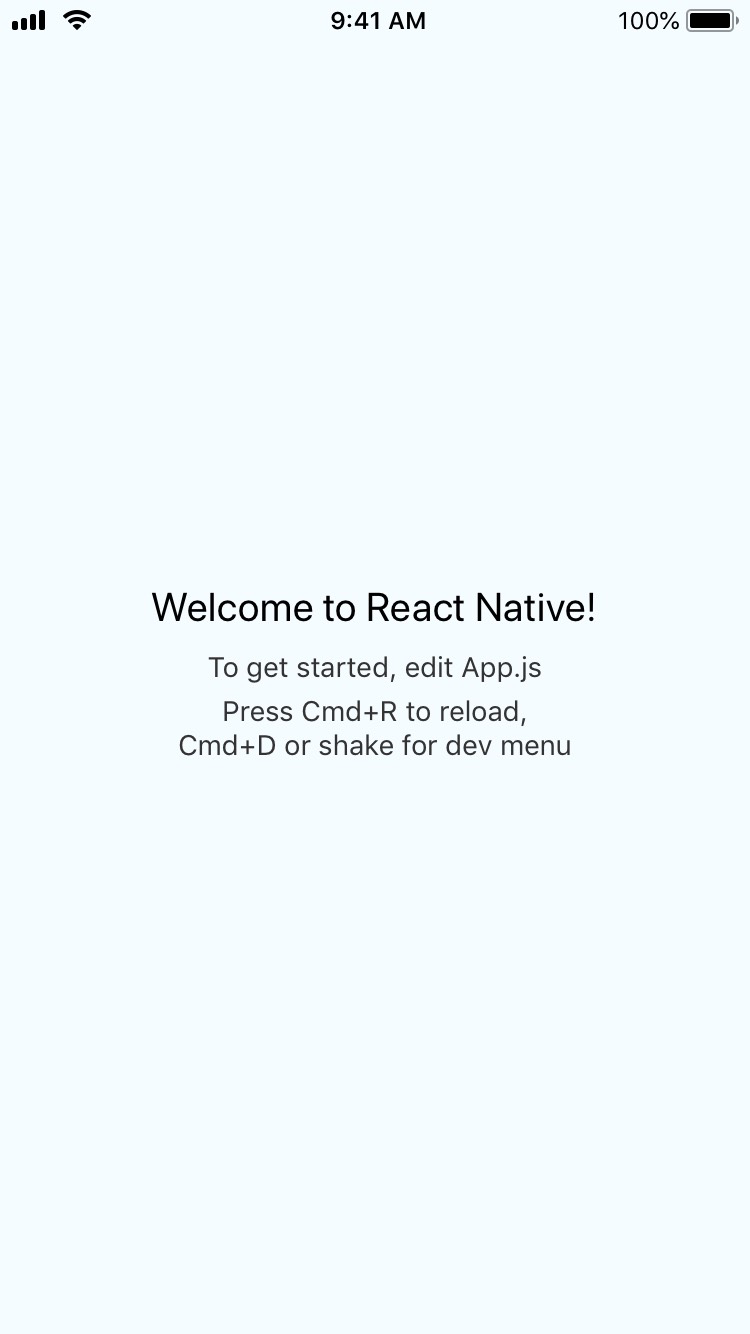 9:41 AM 100%
Welcome to React Native!
To get started, edit App.js
Press Cmd+R to reload,
Cmd+D or shake for dev menu